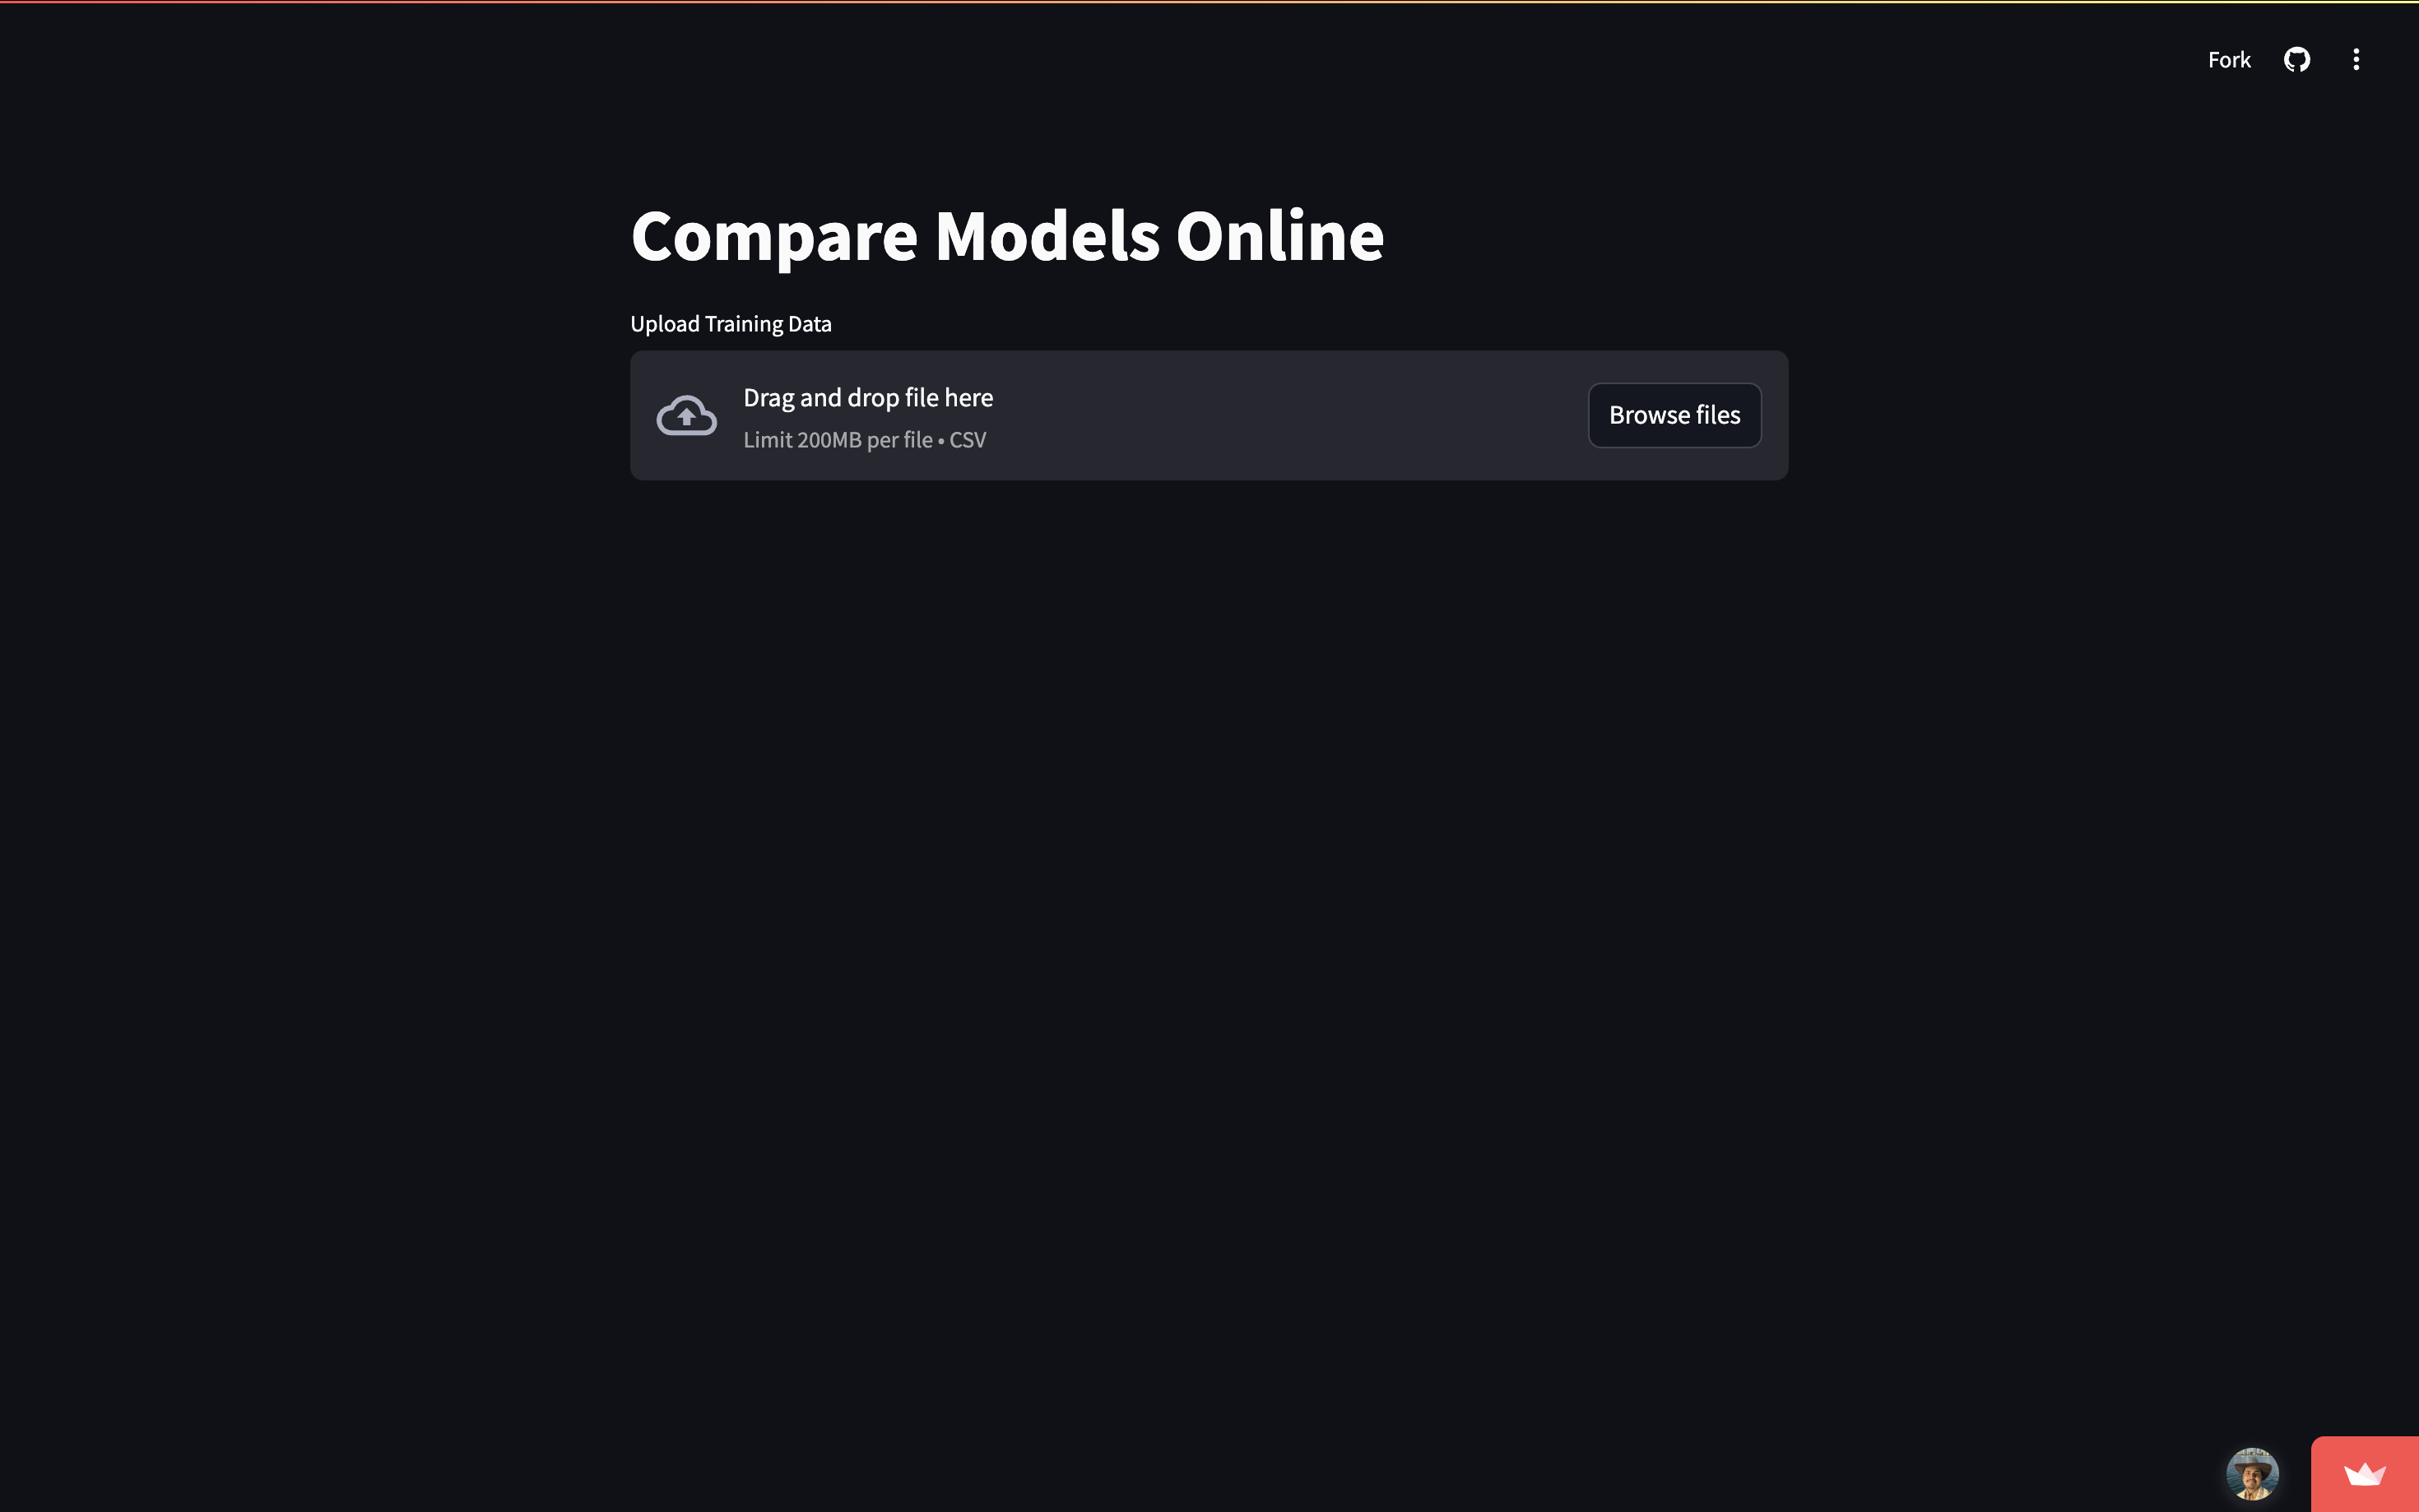 Fork
Compare Models Online
Upload Training Data
Drag and drop file here
Limit 200MB per file • CSV
Browse files